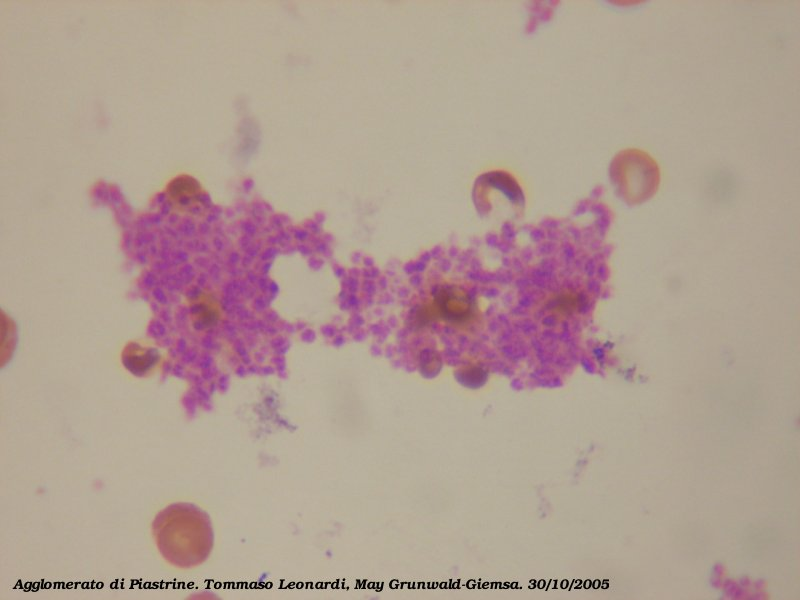 Agglomerato di Piastrine. Tommaso Leonardi, May Grunwald-Giemsa. 30/10/2005